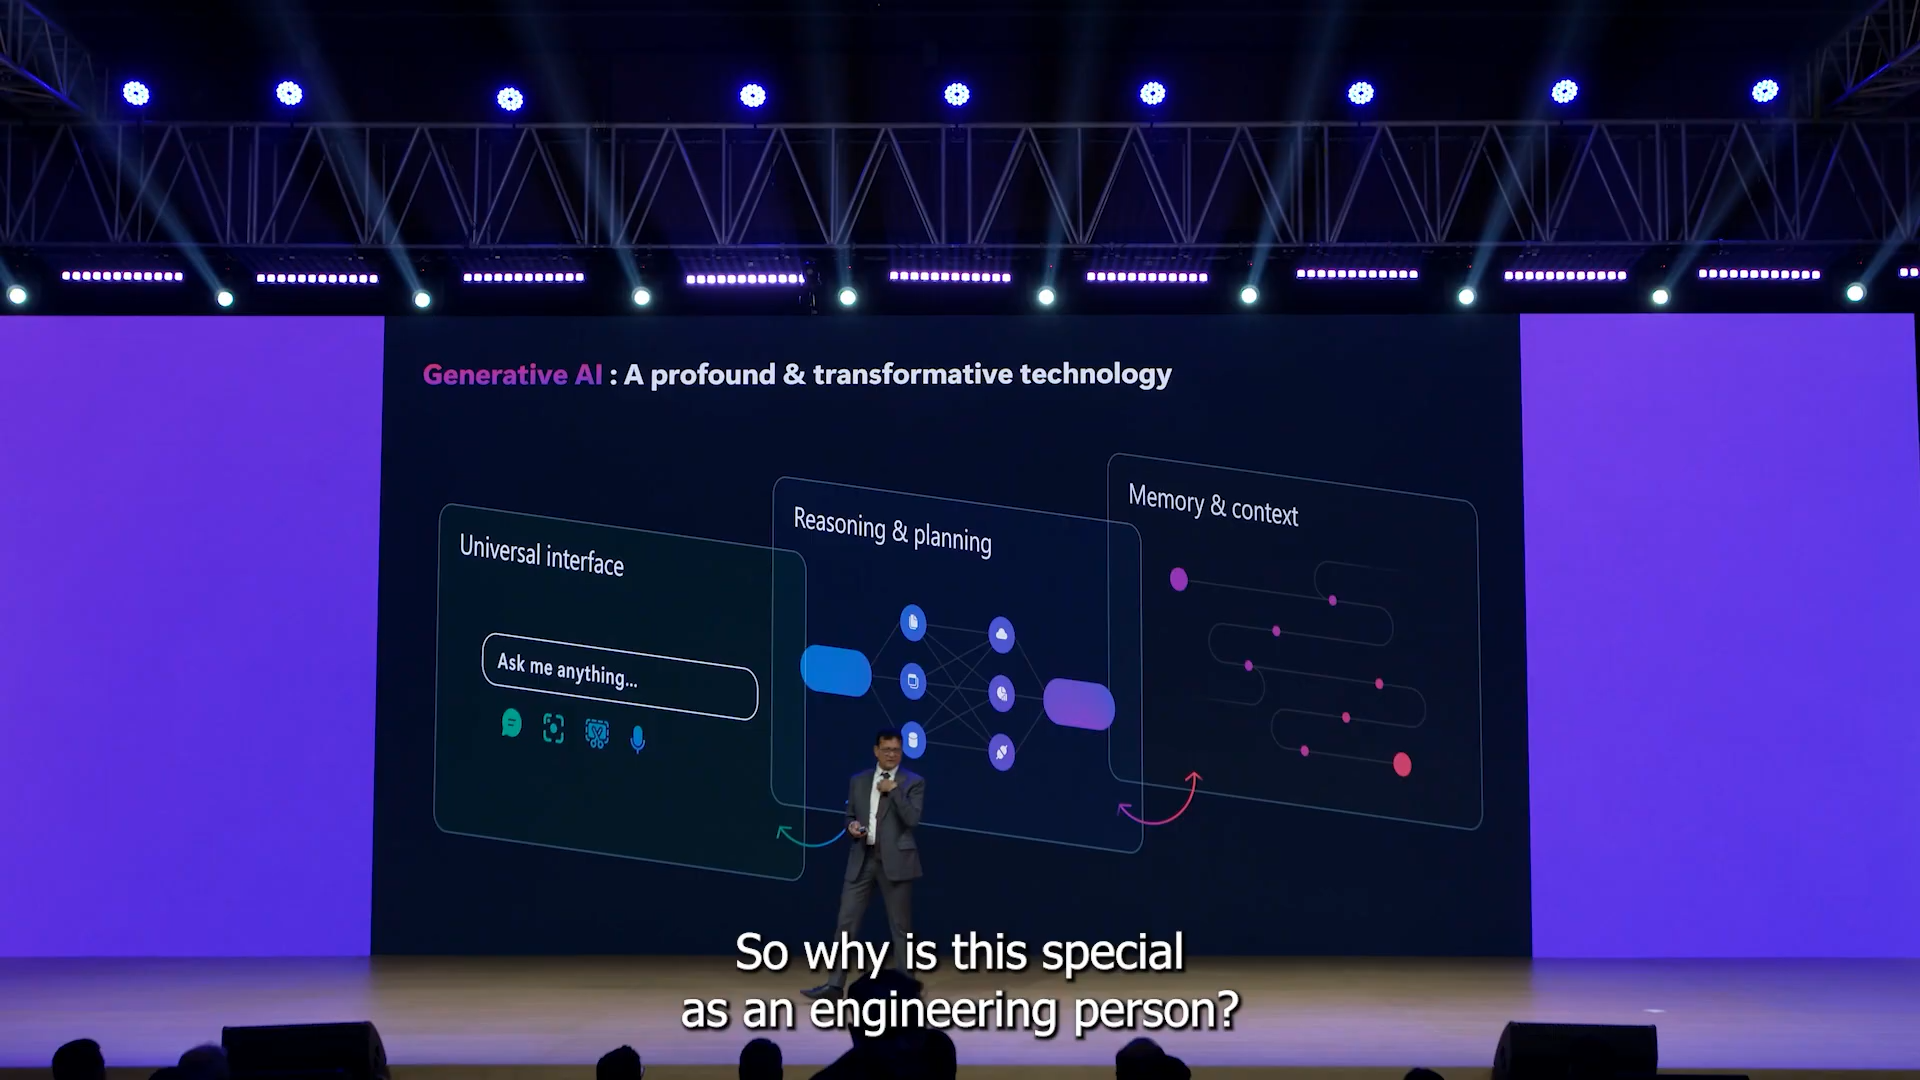 Generative AI : A profound & transformative technology
Universal interface
Ask me anything...
Reasoning & planning
Memory & context
So why is this special
as an engineering person?